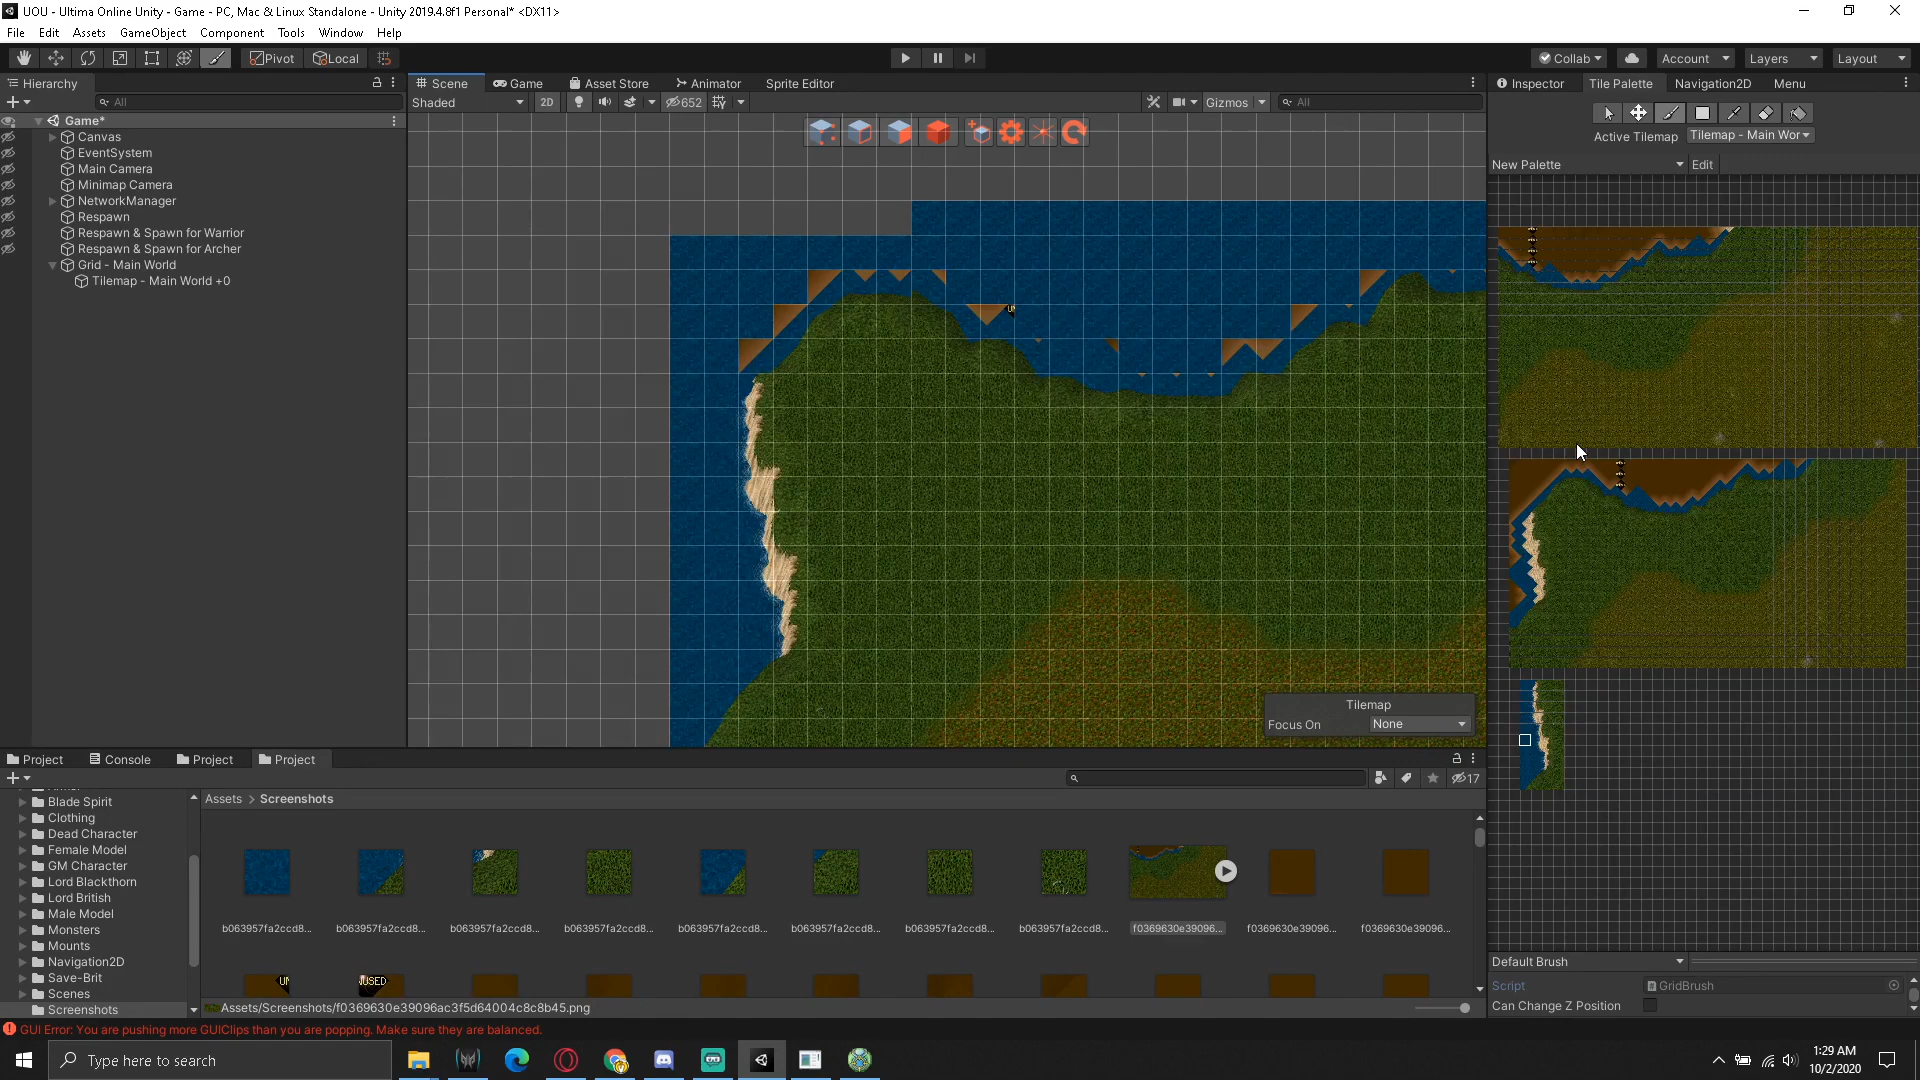 UOU - Ultima Online Unity - Game - PC, Mac & Linux Standalone - Unity 2019.4.8f1 Personal* <DX11>
File Edit Assets GameObject Component Tools Window Help
Pivot Local Collab Account Layers Layout
Hierarchy
All
Game*
Canvas
EventSystem
Main Camera
Minimap Camera
NetworkManager
Respawn
Respawn & Spawn for Warrior
Respawn & Spawn for Archer
Grid - Main World
Tilemap - Main World +0
Scene Game Asset Store Animator Sprite Editor
Shaded 2D 652 Gizmos All
Tilemap
Focus On None
Inspector Tile Palette Navigation2D Menu
Active Tilemap Tilemap - Main Wor
New Palette Edit
Default Brush
Script GridBrush
Can Change Z Position
Project Console Project Project
17
Blade Spirit
Clothing
Dead Character
Female Model
GM Character
Lord Blackthorn
Lord British
Male Model
Monsters
Mounts
Navigation2D
Save-Brit
Scenes
Screenshots
Assets > Screenshots
b063957fa2ccd8... b063957fa2ccd8... b063957fa2ccd8... b063957fa2ccd8... b063957fa2ccd8... b063957fa2ccd8... b063957fa2ccd8... b063957fa2ccd8... f0369630e39096... f0369630e39096... f0369630e39096...
Assets/Screenshots/f0369630e39096ac3f5d64004c8c8b45.png
GUI Error: You are pushing more GUIClips than you are popping. Make sure they are balanced.
Type here to search
1:29 AM
10/2/2020